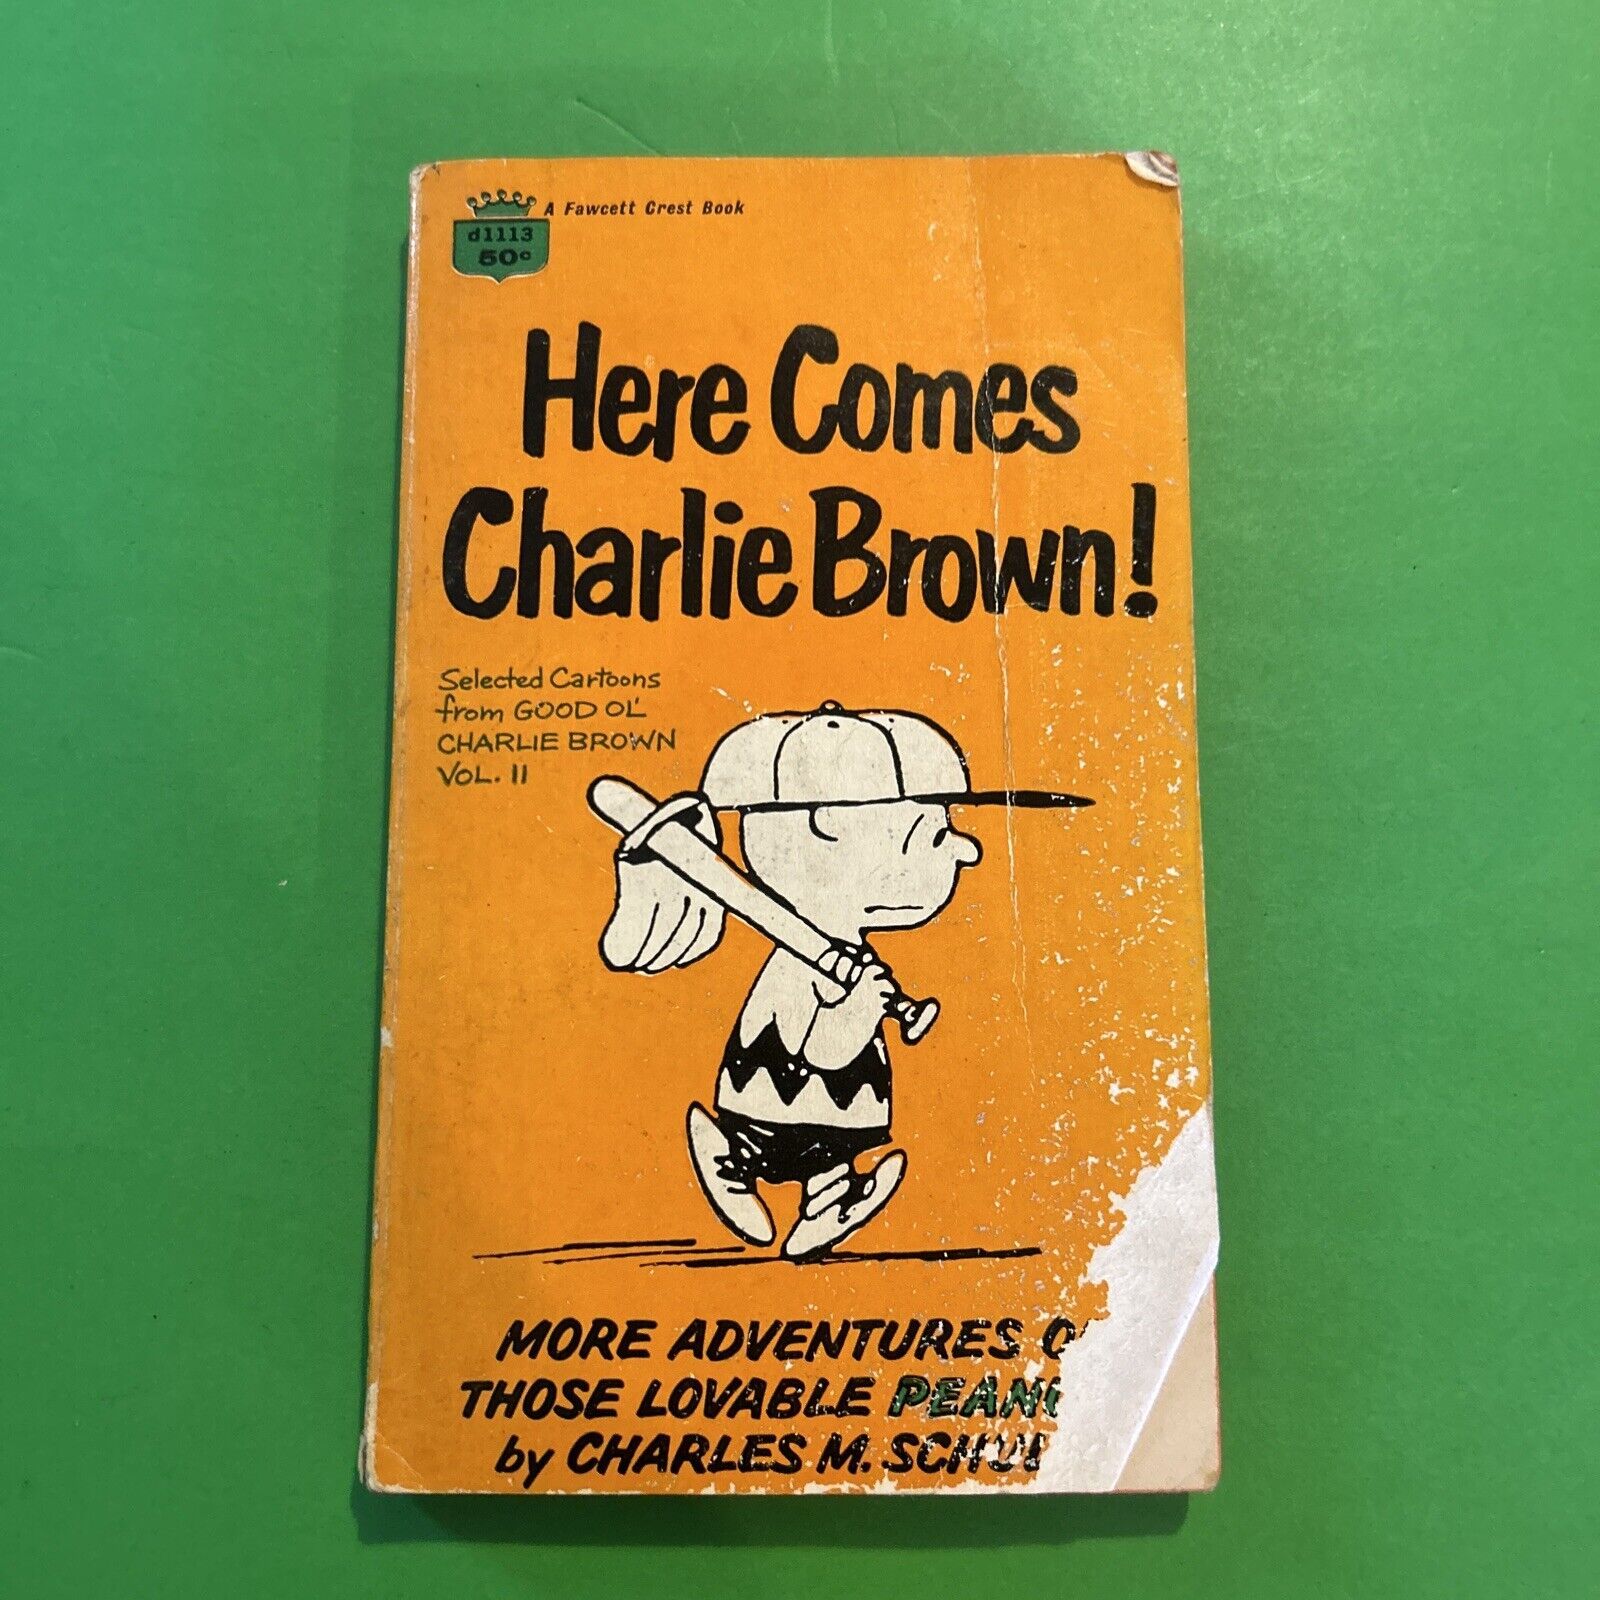 A Fawcett Crest Book
d1113
50c
Here Comes
Charlie Brown!
Selected Cartoons
from GOOD OL'
CHARLIE BROWN
VOL. II
MORE ADVENTURES
THOSE LOVABLE
by CHARLES M.